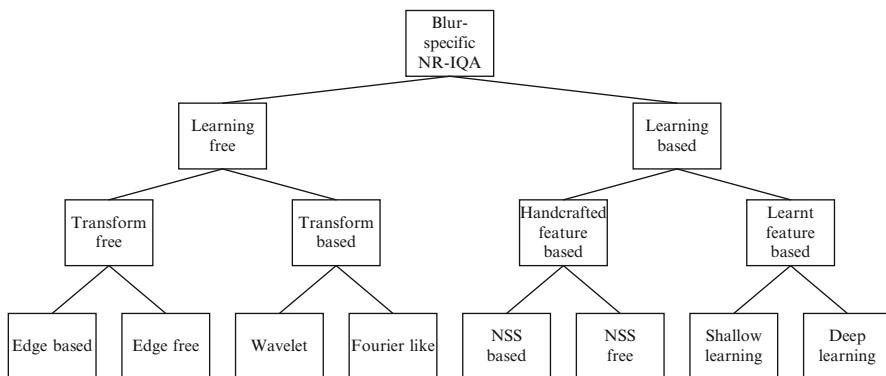 Blur-
specific
NR-IQA
Learning
free
Learning
based
Transform
free
Transform
based
Handcrafted
feature
based
Learnt
feature
based
Edge based
Edge free
Wavelet
Fourier like
NSS
based
NSS
free
Shallow
learning
Deep
learning